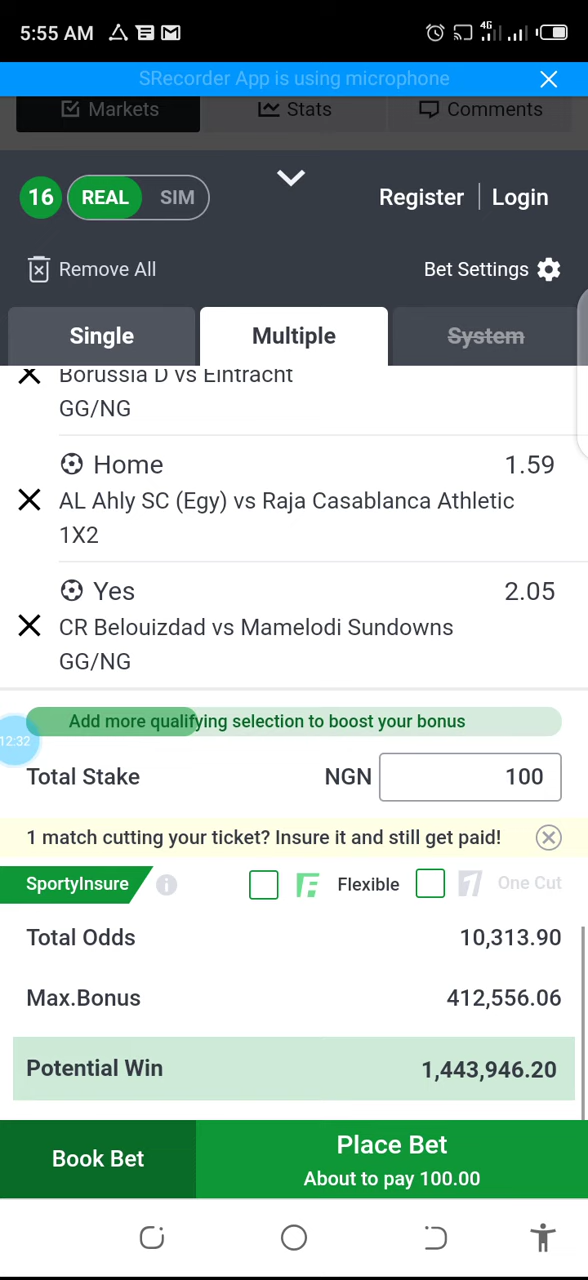 5:55 AM
4G
SRecorder App is using microphone
Markets Stats Comments
16 REAL SIM Register Login
Remove All Bet Settings
Single Multiple System
Borussia D vs Eintracht
GG/NG
Home 1.59
AL Ahly SC (Egy) vs Raja Casablanca Athletic
1X2
Yes 2.05
CR Belouizdad vs Mamelodi Sundowns
GG/NG
Add more qualifying selection to boost your bonus
12:32
Total Stake NGN 100
1 match cutting your ticket? Insure it and still get paid!
SportyInsure Flexible One Cut
Total Odds 10,313.90
Max.Bonus 412,556.06
Potential Win 1,443,946.20
Book Bet Place Bet
About to pay 100.00